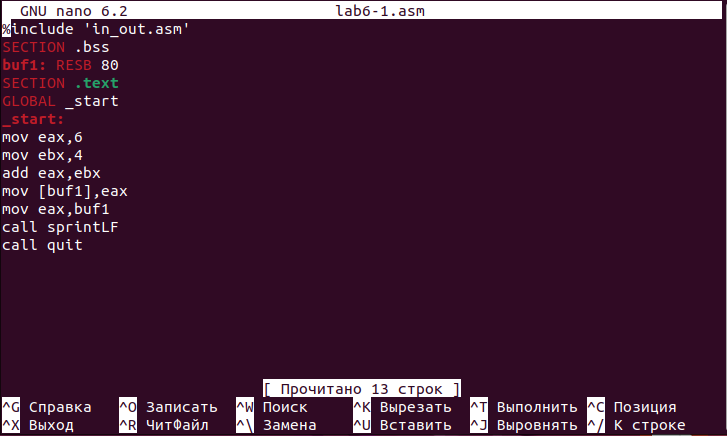 GNU nano 6.2 lab6-1.asm
%include 'in_out.asm'
SECTION .bss
buf1: RESB 80
SECTION .text
GLOBAL _start
_start:
mov eax,6
mov ebx,4
add eax,ebx
mov [buf1],eax
mov eax,buf1
call sprintLF
call quit
[ Прочитано 13 строк ]
^G Справка ^O Записать ^W Поиск ^K Вырезать ^T Выполнить ^C Позиция
^X Выход ^R ЧитФайл ^\ Замена ^U Вставить ^J Выровнять ^/ К строке